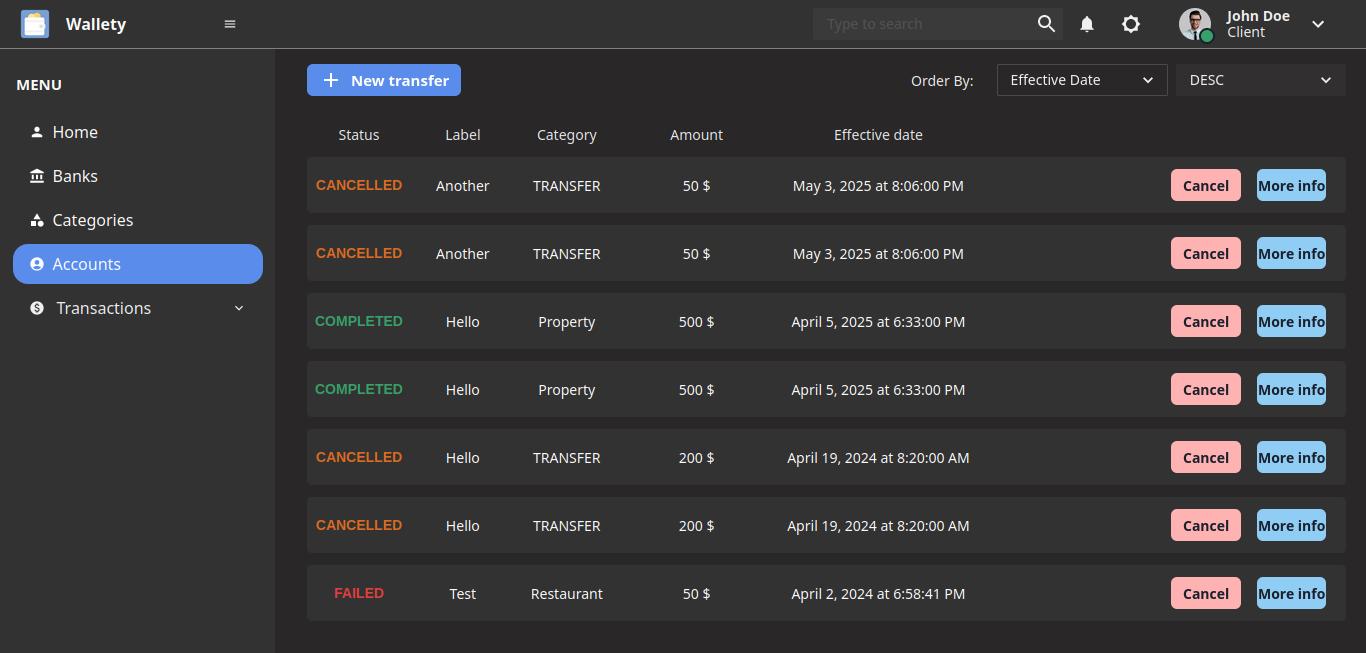 Wallety
Type to search
John Doe
Client
MENU
Home
Banks
Categories
Accounts
Transactions
New transfer
Order By:
Effective Date
DESC
Status Label Category Amount Effective date
CANCELLED Another TRANSFER 50 $ May 3, 2025 at 8:06:00 PM Cancel More info
CANCELLED Another TRANSFER 50 $ May 3, 2025 at 8:06:00 PM Cancel More info
COMPLETED Hello Property 500 $ April 5, 2025 at 6:33:00 PM Cancel More info
COMPLETED Hello Property 500 $ April 5, 2025 at 6:33:00 PM Cancel More info
CANCELLED Hello TRANSFER 200 $ April 19, 2024 at 8:20:00 AM Cancel More info
CANCELLED Hello TRANSFER 200 $ April 19, 2024 at 8:20:00 AM Cancel More info
FAILED Test Restaurant 50 $ April 2, 2024 at 6:58:41 PM Cancel More info